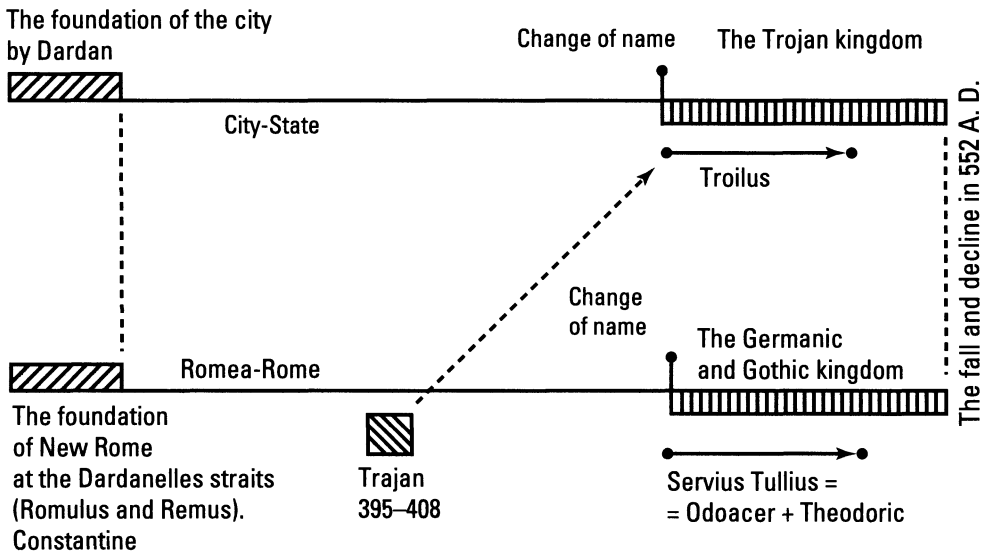 The foundation of the city
by Dardan
Change of name
The Trojan kingdom
City-State
Troilus
The fall and decline in 552 A. D.
Change
of name
The Germanic
and Gothic kingdom
Romea-Rome
The foundation
of New Rome
at the Dardanelles straits
(Romulus and Remus).
Constantine
Trajan
395–408
Servius Tullius =
= Odoacer + Theodoric